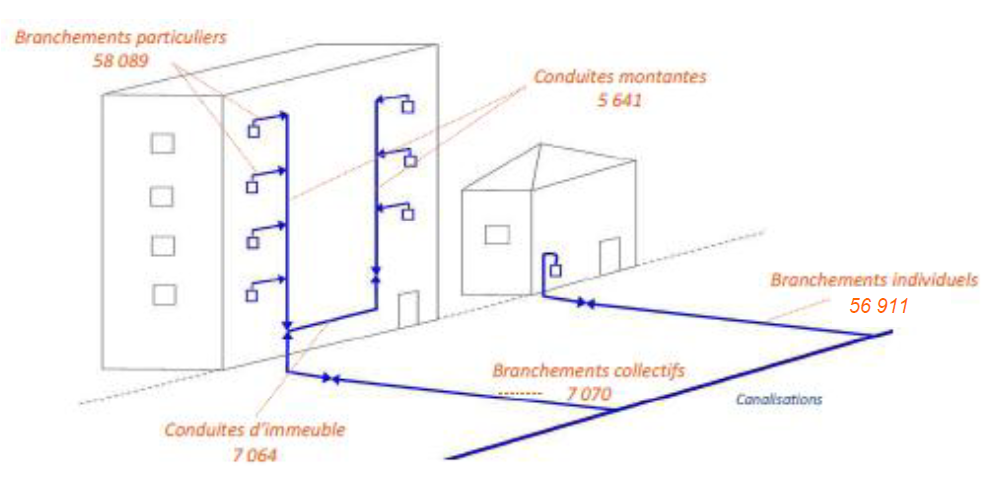 Branchements particuliers
58 089
Conduites montantes
5 641
Branchements individuels
56 911
Branchements collectifs
7 070
Canalisations
Conduites d'immeuble
7 064